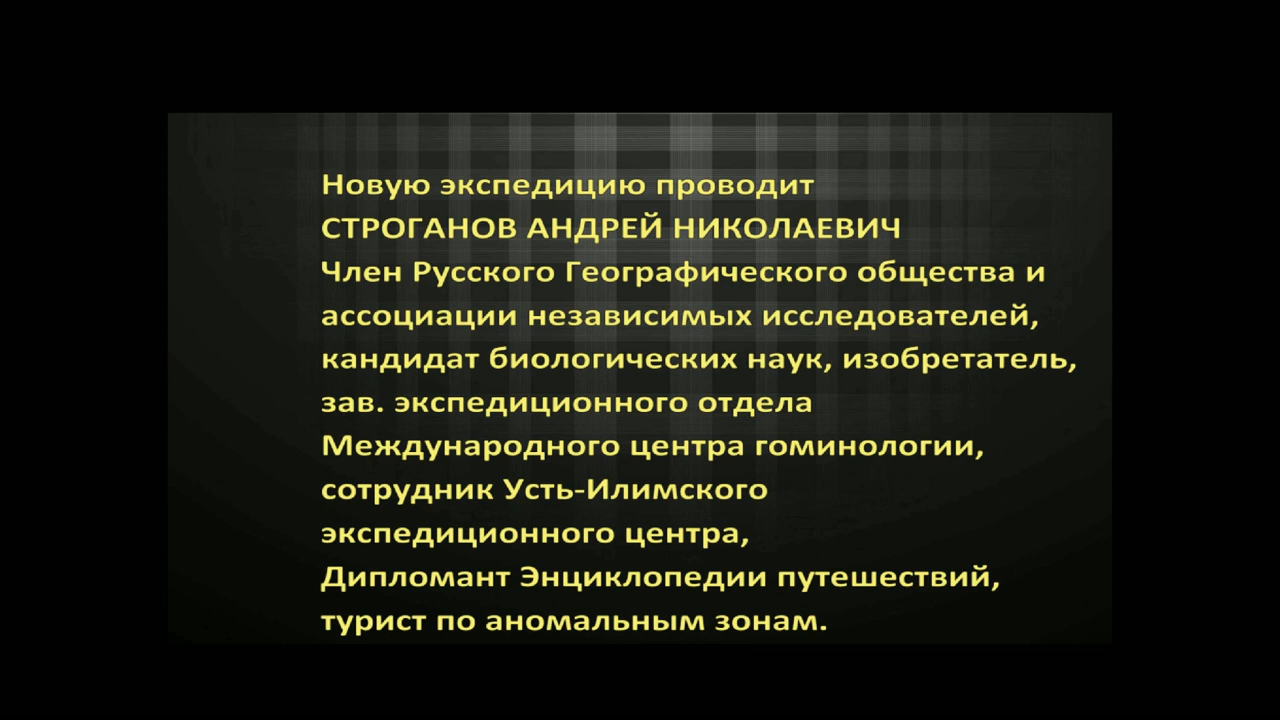 Новую экспедицию проводит
СТРОГАНОВ АНДРЕЙ НИКОЛАЕВИЧ
Член Русского Географического общества и
ассоциации независимых исследователей,
кандидат биологических наук, изобретатель,
зав. экспедиционного отдела
Международного центра гоминологии,
сотрудник Усть-Илимского
экспедиционного центра,
Дипломант Энциклопедии путешествий,
турист по аномальным зонам.